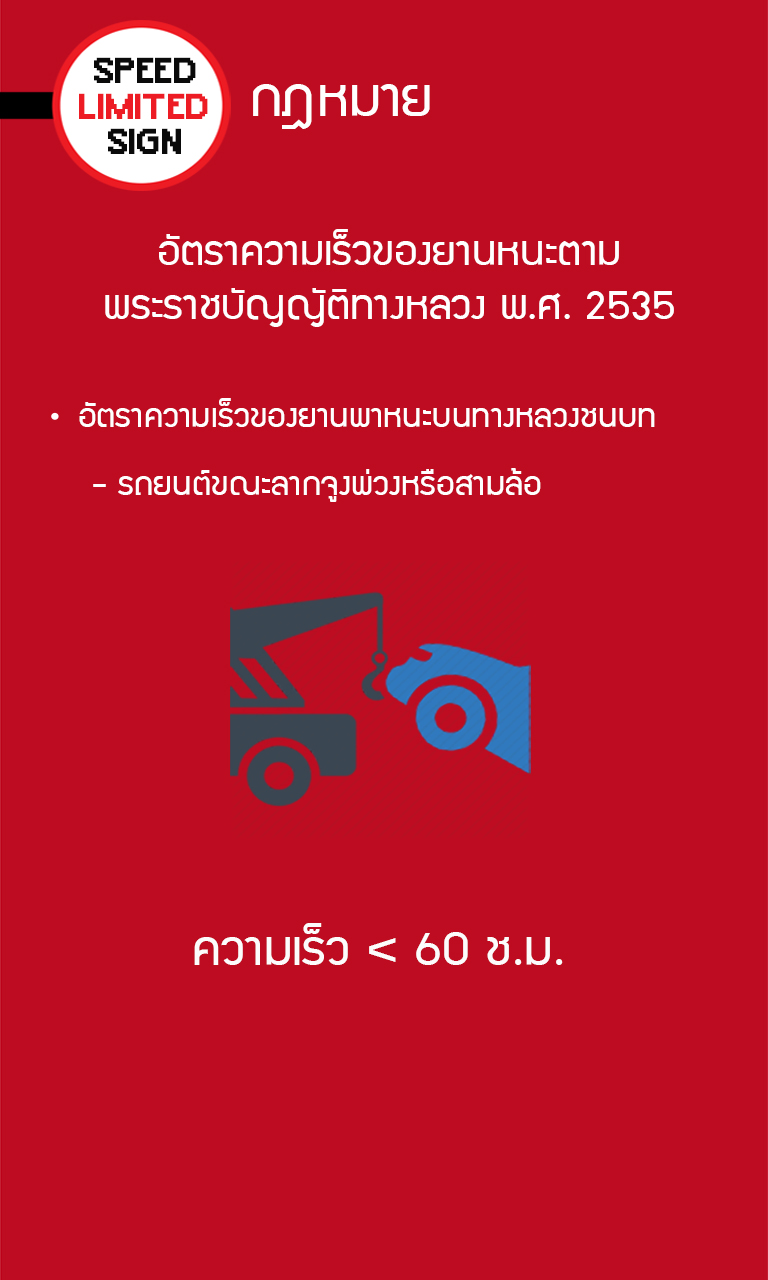 SPEED
LIMITED
SIGN
กฎหมาย
อัตราความเร็วของยานหนะตาม
พระราชบัญญัติทางหลวง พ.ศ. 2535
• อัตราความเร็วของยานพาหนะบนทางหลวงชนบท
- รถยนต์ขณะลากจูงพ่วงหรือสามล้อ
ความเร็ว < 60 ช.ม.